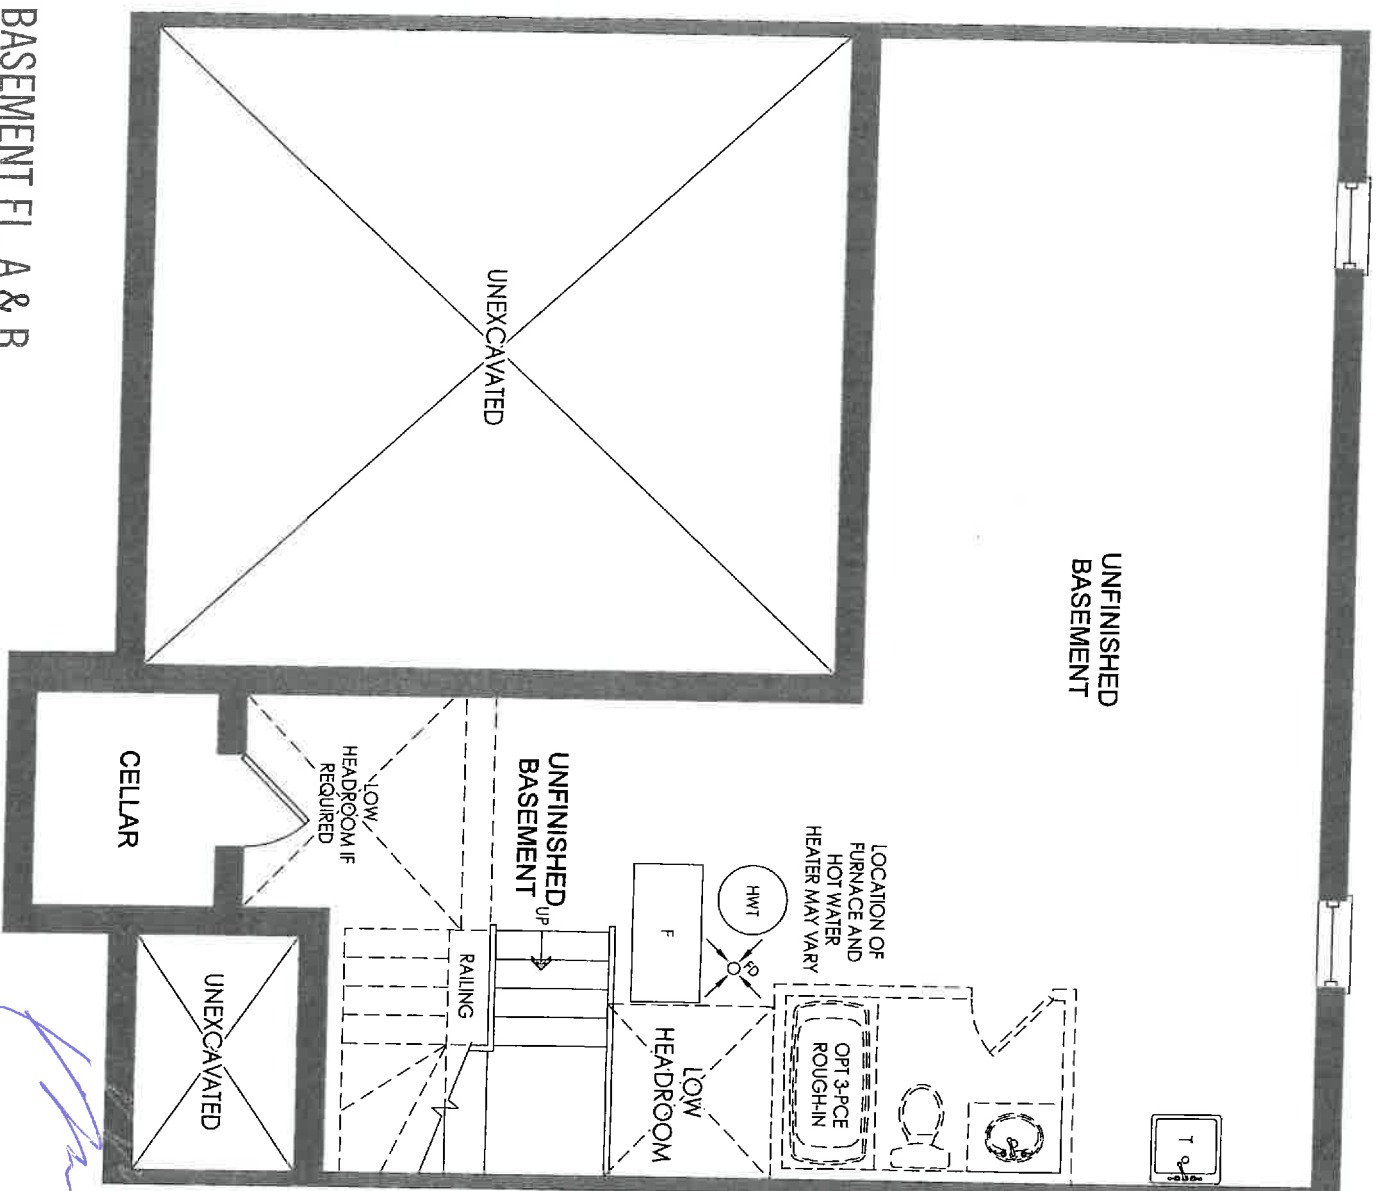 UNFINISHED
BASEMENT
T
LOCATION OF
FURNACE AND
HOT WATER
HEATER MAY VARY
OPT 3-PCE
ROUGH-IN
HWT
FD
F
LOW
HEADROOM
UNEXCAVATED
UNFINISHED
BASEMENT
UP
RAILING
LOW
HEADROOM IF
REQUIRED
CELLAR
UNEXCAVATED
BASEMENT EL. A & B